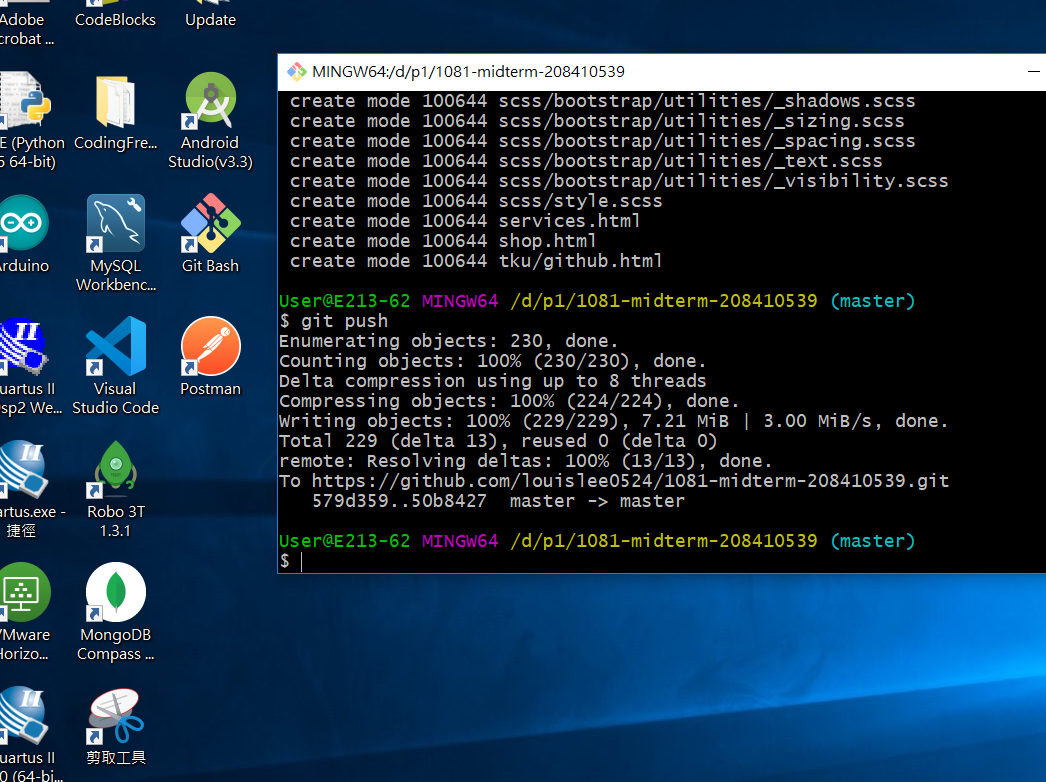 Adobe
crobat ...
CodeBlocks
Update
E (Python
64-bit)
CodingFre...
Android
Studio(v3.3)
Arduino
MySQL
Workbenc...
Git Bash
uartus II
sp2 We...
Visual
Studio Code
Postman
artus.exe -
捷徑
Robo 3T
1.3.1
VMware
Horizo...
MongoDB
Compass ...
uartus II
0 (64-bi...
剪取工具
MINGW64:/d/p1/1081-midterm-208410539
create mode 100644 scss/bootstrap/utilities/_shadows.scss
create mode 100644 scss/bootstrap/utilities/_sizing.scss
create mode 100644 scss/bootstrap/utilities/_spacing.scss
create mode 100644 scss/bootstrap/utilities/_text.scss
create mode 100644 scss/bootstrap/utilities/_visibility.scss
create mode 100644 scss/style.scss
create mode 100644 services.html
create mode 100644 shop.html
create mode 100644 tku/github.html
User@E213-62 MINGW64 /d/p1/1081-midterm-208410539 (master)
$ git push
Enumerating objects: 230, done.
Counting objects: 100% (230/230), done.
Delta compression using up to 8 threads
Compressing objects: 100% (224/224), done.
Writing objects: 100% (229/229), 7.21 MiB | 3.00 MiB/s, done.
Total 229 (delta 13), reused 0 (delta 0)
remote: Resolving deltas: 100% (13/13), done.
To https://github.com/louislee0524/1081-midterm-208410539.git
579d359..50b8427 master -> master
User@E213-62 MINGW64 /d/p1/1081-midterm-208410539 (master)
$